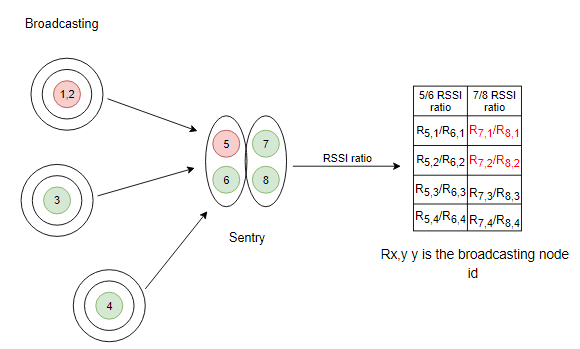 Broadcasting
1,2
3
4
5
7
6
8
Sentry
RSSI ratio
5/6 RSSI ratio
7/8 RSSI ratio
R5,1/R6,1
R7,1/R8,1
R5,2/R6,2
R7,2/R8,2
R5,3/R6,3
R7,3/R8,3
R5,4/R6,4
R7,4/R8,4
Rx,y y is the broadcasting node
id